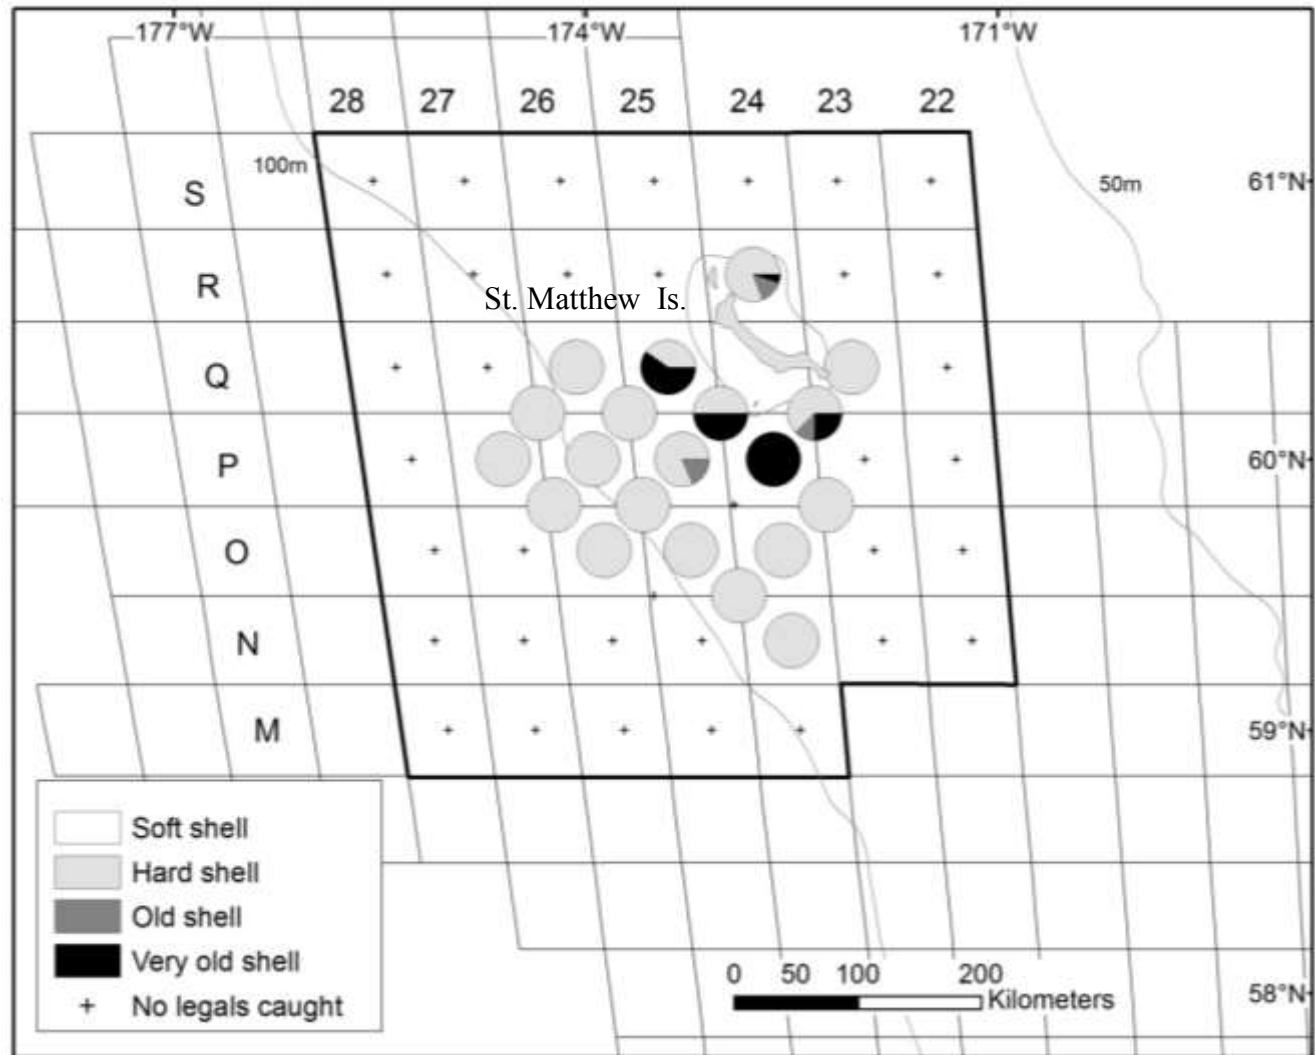 177°W 174°W 171°W
28 27 26 25 24 23 22
100m
S
50m
61°N
R
St. Matthew Is.
Q
P
60°N
O
N
M
59°N
Soft shell
Hard shell
Old shell
Very old shell
+ No legals caught
0 50 100 200
Kilometers
58°N